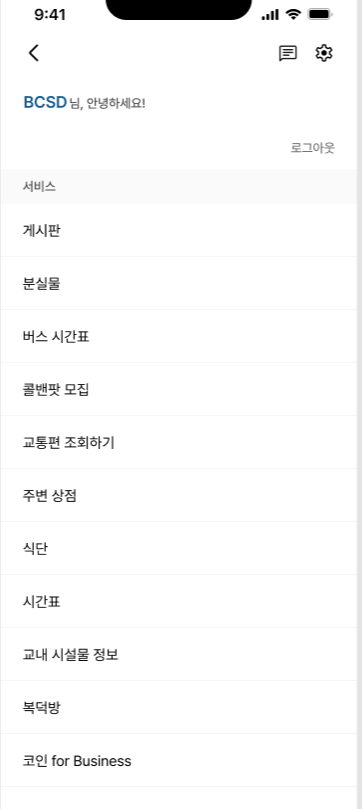 9:41
BCSD님, 안녕하세요!
로그아웃
서비스
게시판
분실물
버스 시간표
콜밴팟 모집
교통편 조회하기
주변 상점
식단
시간표
교내 시설물 정보
복덕방
코인 for Business